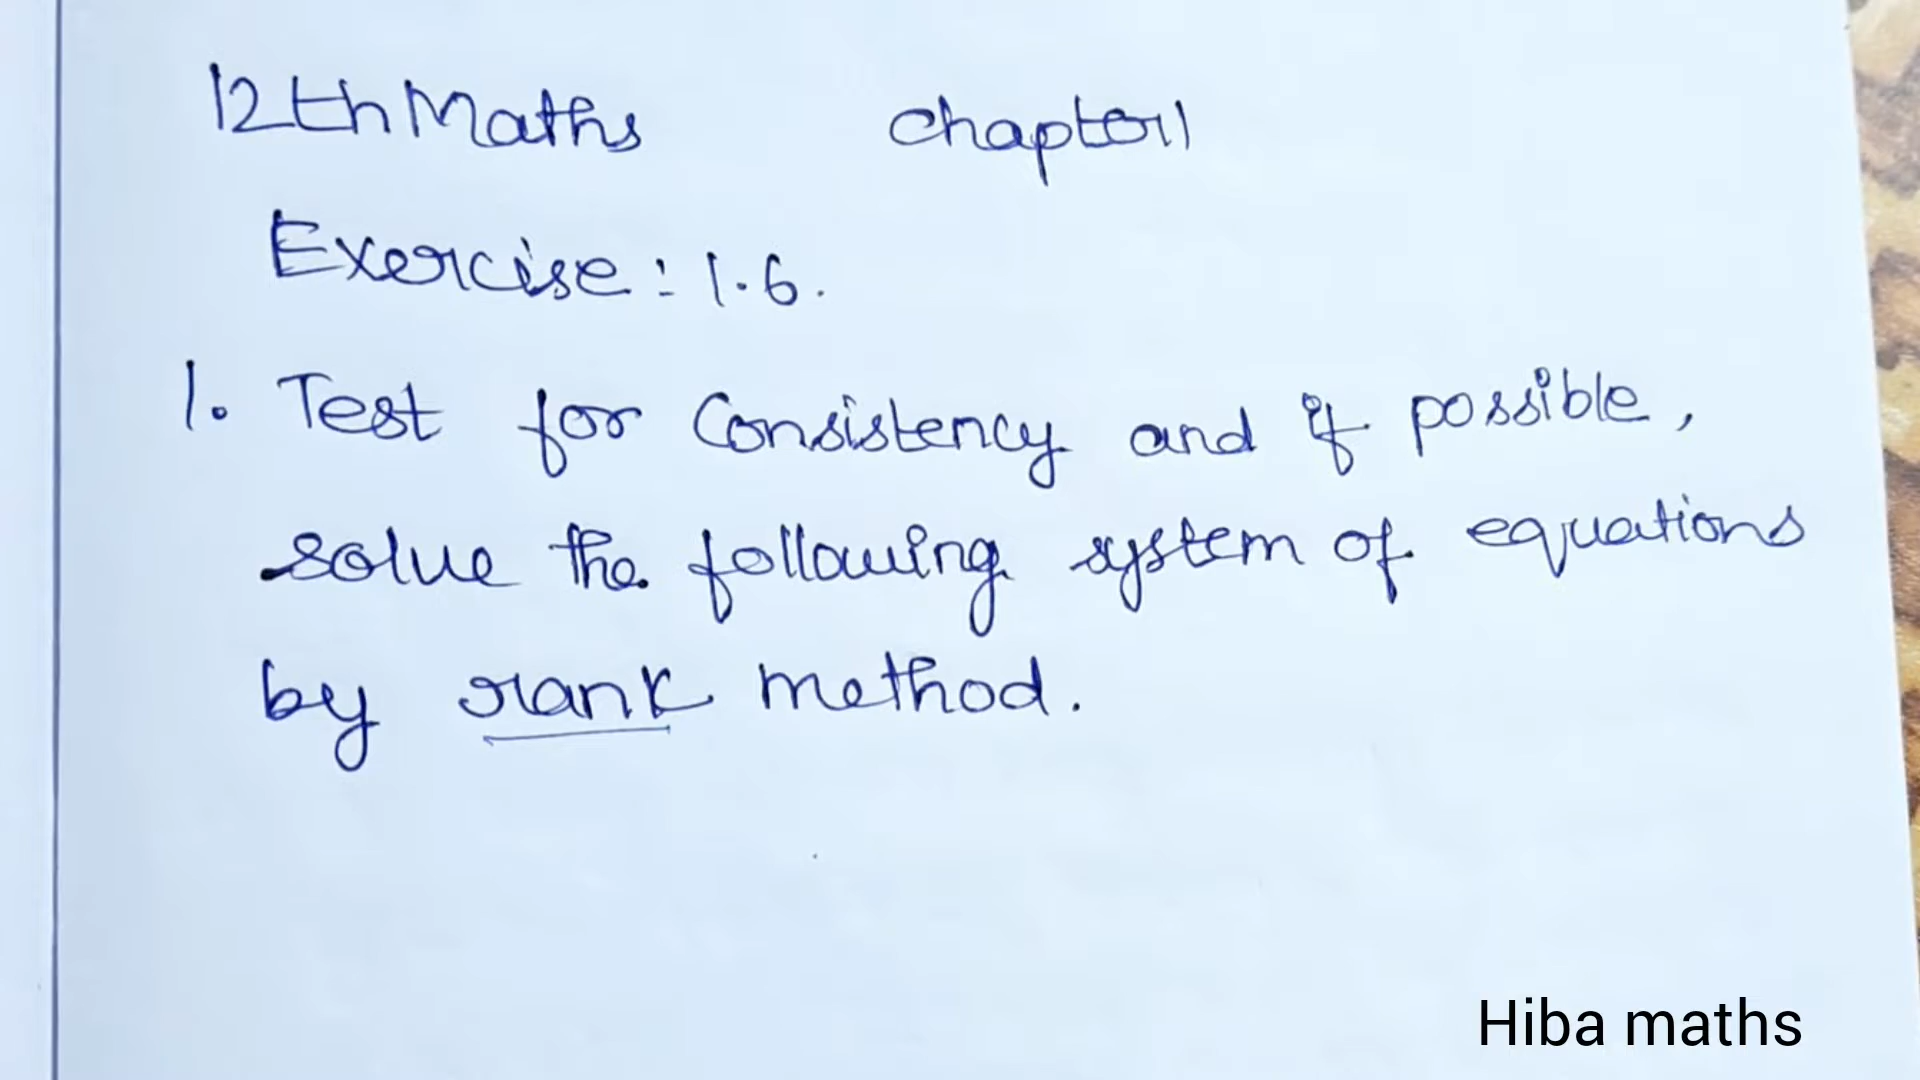 12th Maths chapter 1
Exercise: 1.6.
1. Test for Consistency and if possible,
solve the following system of equations
by rank method.
Hiba maths